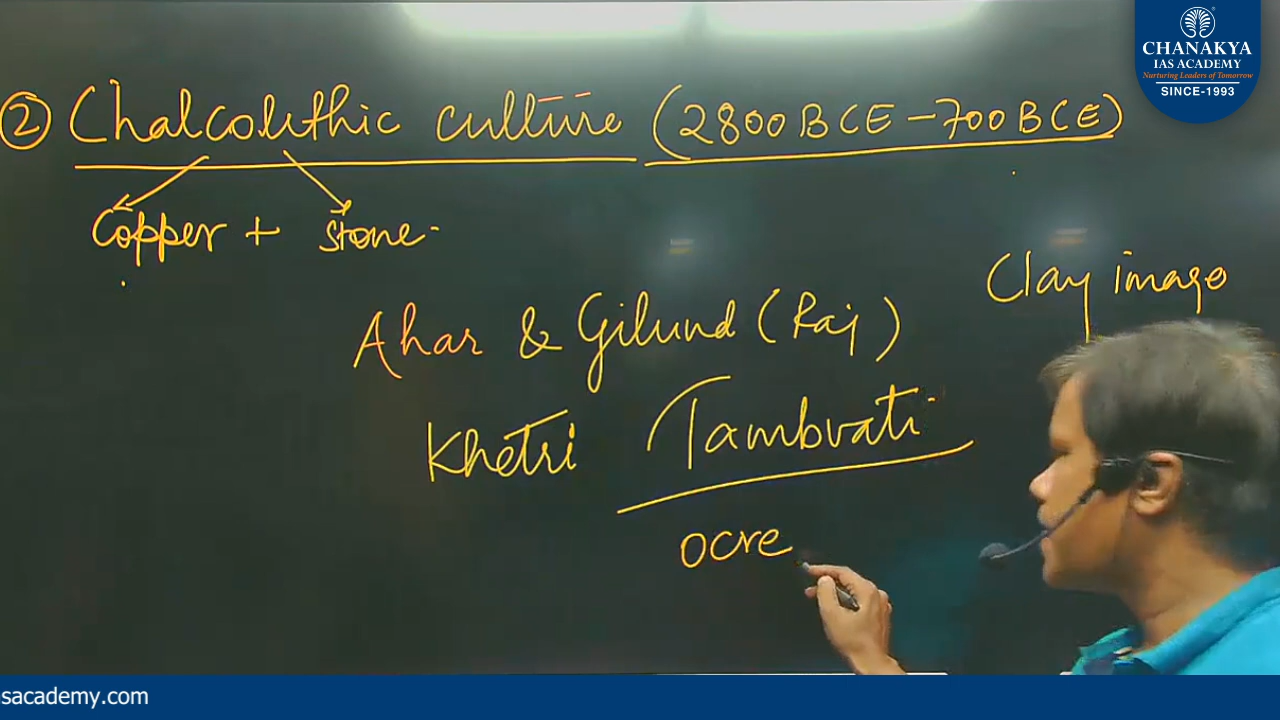 CHANAKYA
IAS ACADEMY
Nurturing Leaders of Tomorrow
SINCE-1993
② Chalcolithic culture (2800 BCE - 700 BCE)
Copper + stone
Clay image
Ahar & Gilund (Raj)
Khetri Tambvati
ocre
sacademy.com